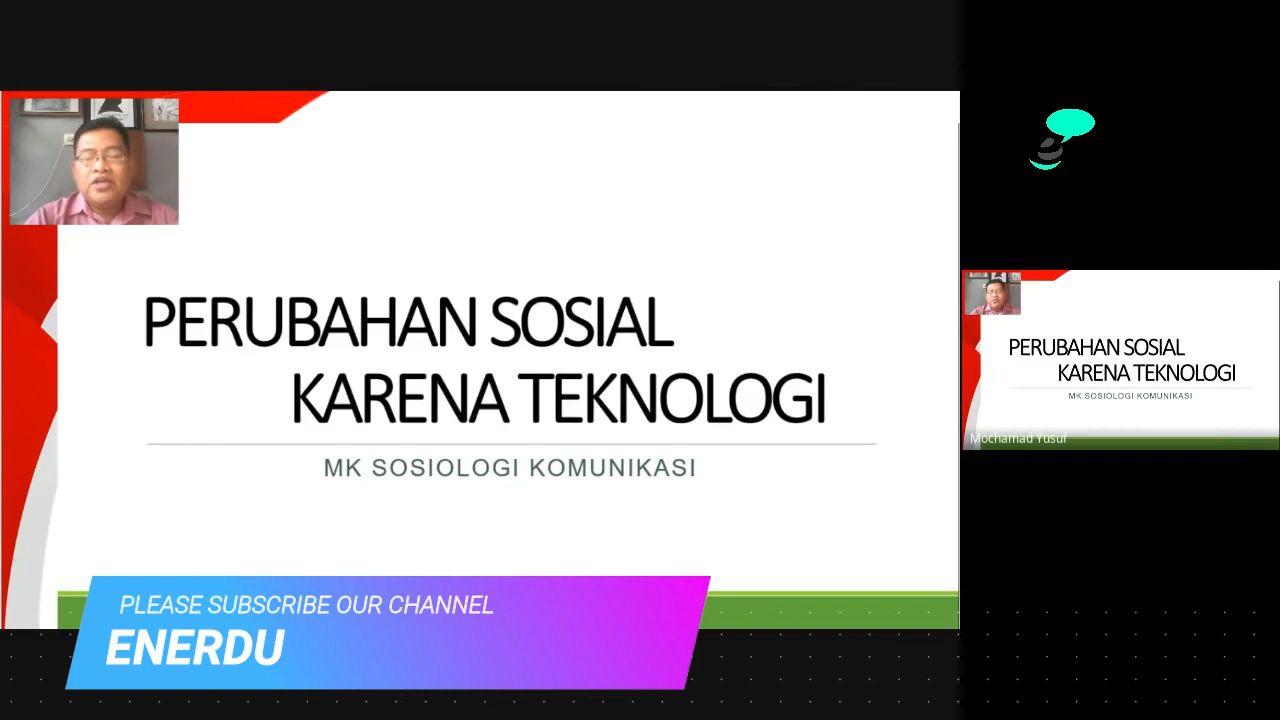 PERUBAHAN SOSIAL
KARENA TEKNOLOGI
MK SOSIOLOGI KOMUNIKASI
PLEASE SUBSCRIBE OUR CHANNEL
ENERDU
PERUBAHAN SOSIAL
KARENA TEKNOLOGI
MK SOSIOLOGI KOMUNIKASI
Mochamad Yusuf